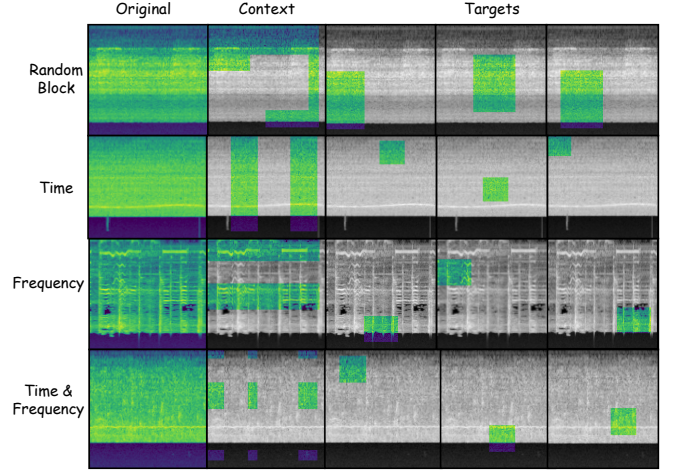 Original Context Targets
Random
Block
Time
Frequency
Time &
Frequency